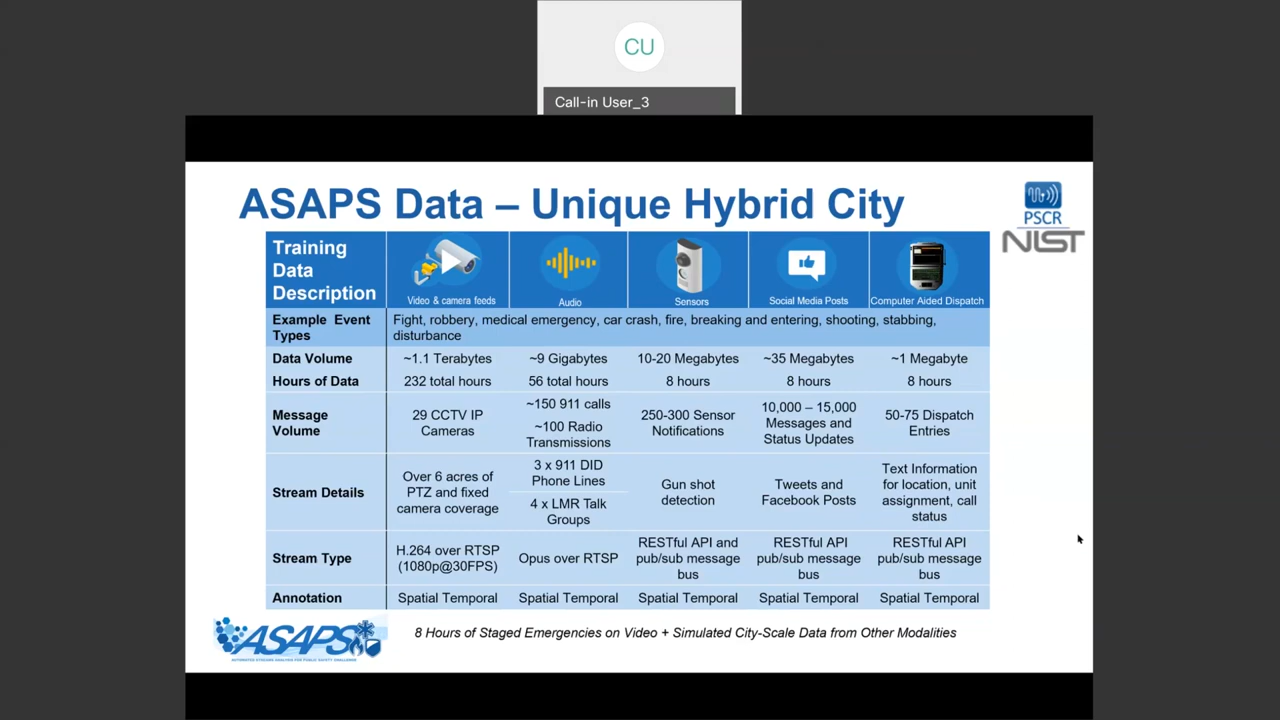 CU
Call-in User_3
ASAPS Data – Unique Hybrid City
PSCR
NIST
Training
Data
Description
Video & camera feeds
Audio
Sensors
Social Media Posts
Computer Aided Dispatch
Example Event
Types
Fight, robbery, medical emergency, car crash, fire, breaking and entering, shooting, stabbing,
disturbance
Data Volume
~1.1 Terabytes
~9 Gigabytes
10-20 Megabytes
~35 Megabytes
~1 Megabyte
Hours of Data
232 total hours
56 total hours
8 hours
8 hours
8 hours
Message
Volume
29 CCTV IP
Cameras
~150 911 calls
~100 Radio
Transmissions
250-300 Sensor
Notifications
10,000 – 15,000
Messages and
Status Updates
50-75 Dispatch
Entries
Stream Details
Over 6 acres of
PTZ and fixed
camera coverage
3 x 911 DID
Phone Lines
4 x LMR Talk
Groups
Gun shot
detection
Tweets and
Facebook Posts
Text Information
for location, unit
assignment, call
status
Stream Type
H.264 over RTSP
(1080p@30FPS)
Opus over RTSP
RESTful API and
pub/sub message
bus
RESTful API
pub/sub message
bus
RESTful API
pub/sub message
bus
Annotation
Spatial Temporal
Spatial Temporal
Spatial Temporal
Spatial Temporal
Spatial Temporal
ASAPS
AUTOMATED STREAMS ANALYSIS FOR PUBLIC SAFETY CHALLENGE
8 Hours of Staged Emergencies on Video + Simulated City-Scale Data from Other Modalities